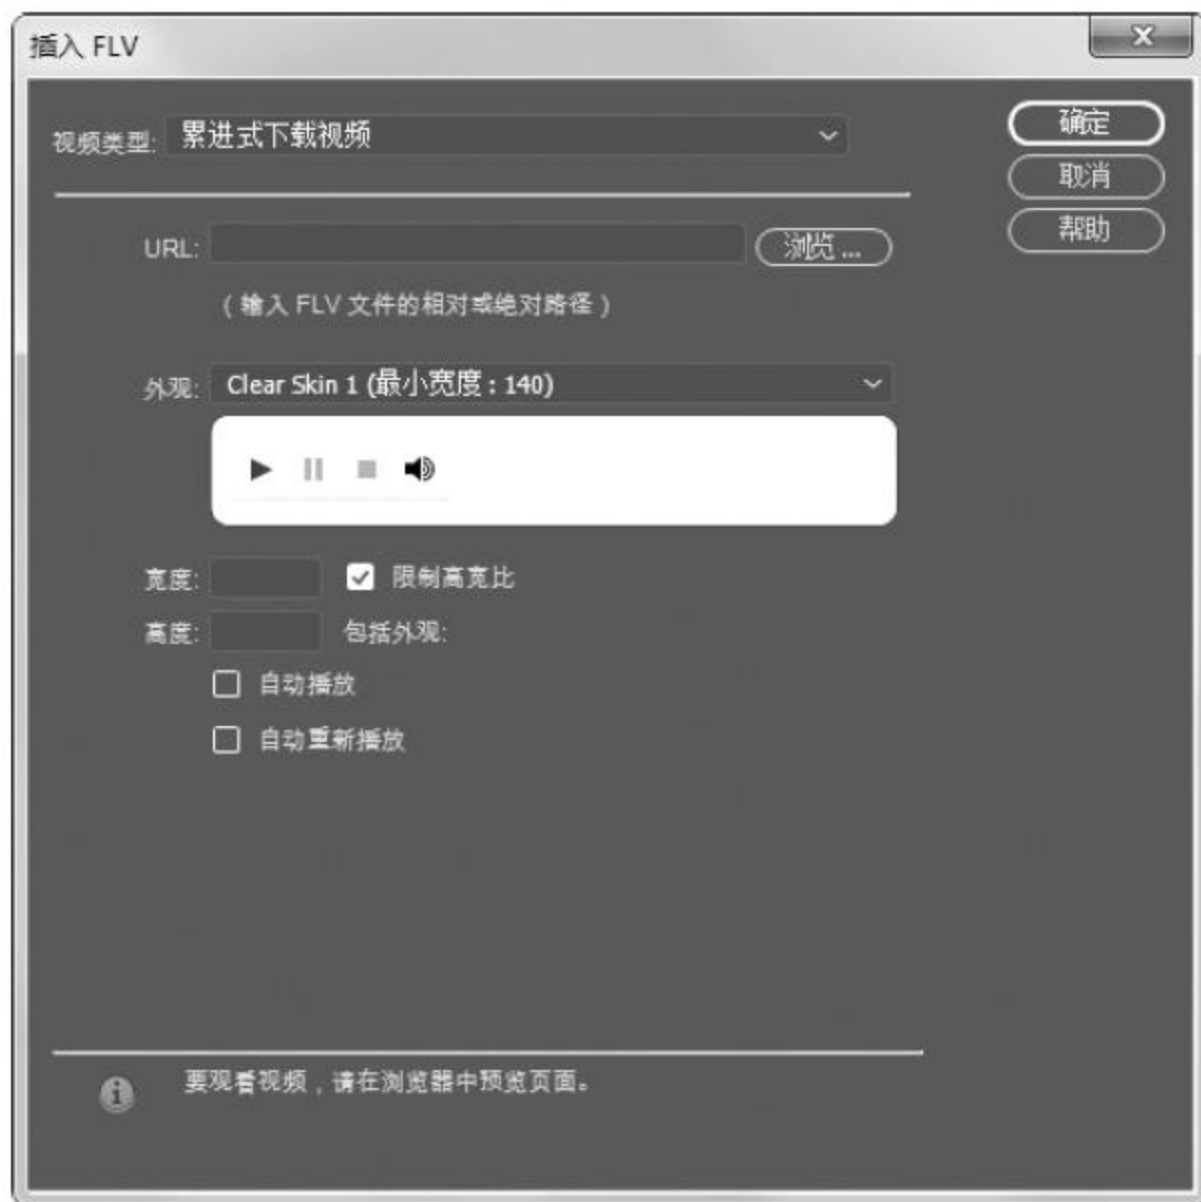 插入 FLV
视频类型: 累进式下载视频
确定
取消
URL: 浏览...
帮助
(输入 FLV 文件的相对或绝对路径)
外观: Clear Skin 1 (最小宽度：140)
宽度: 限制高宽比
高度: 包括外观:
自动播放
自动重新播放
要观看视频，请在浏览器中预览页面。